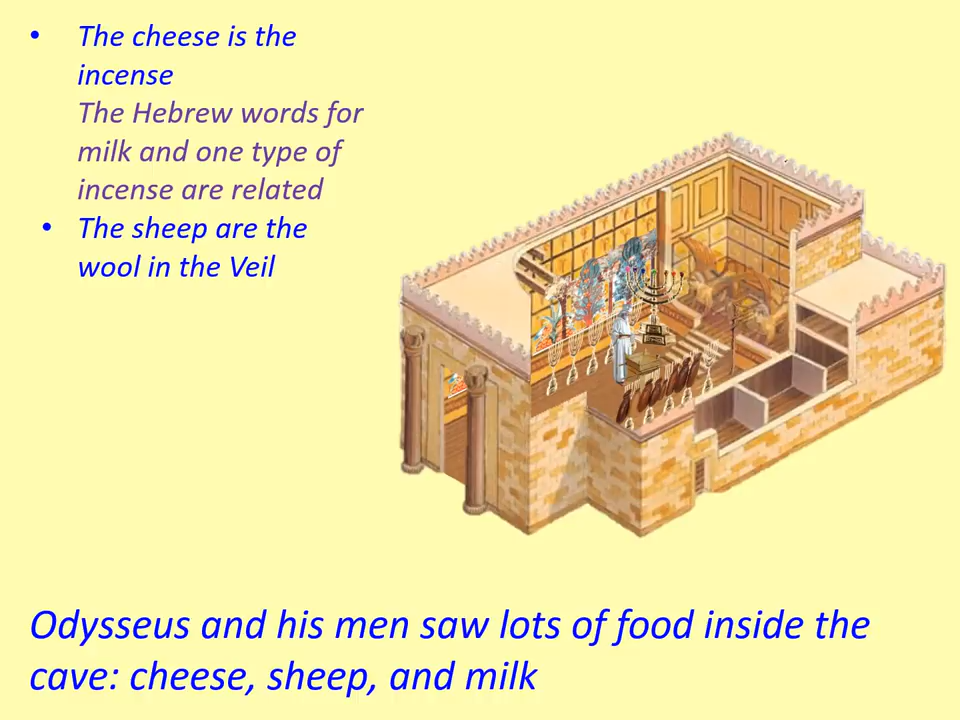 • The cheese is the
incense
The Hebrew words for
milk and one type of
incense are related
• The sheep are the
wool in the Veil
Odysseus and his men saw lots of food inside the
cave: cheese, sheep, and milk